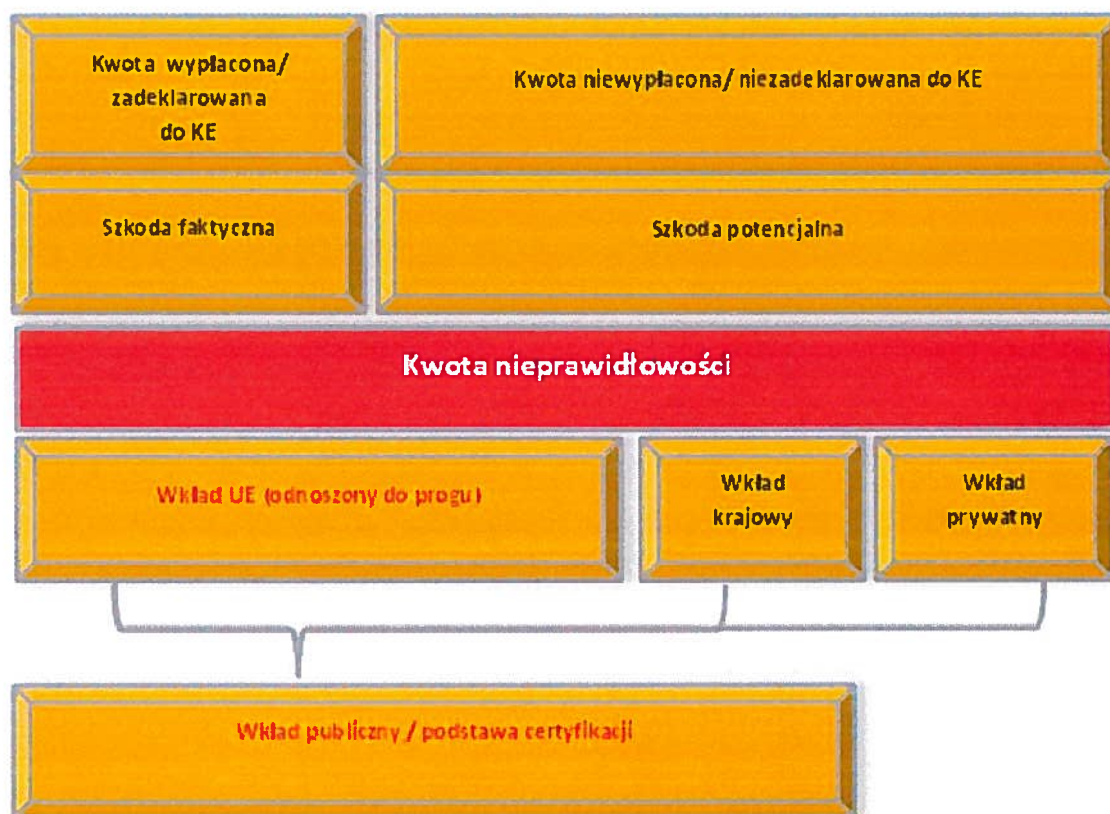 Kwota wypłacona/
zadeklarowana
do KE
Kwota niewypłacona/ niezadeklarowana do KE
Szkoda faktyczna
Szkoda potencjalna
Kwota nieprawidłowości
Wkład UE (odnoszony do progu)
Wkład
krajowy
Wkład
prywatny
Wkład publiczny / podstawa certyfikacji